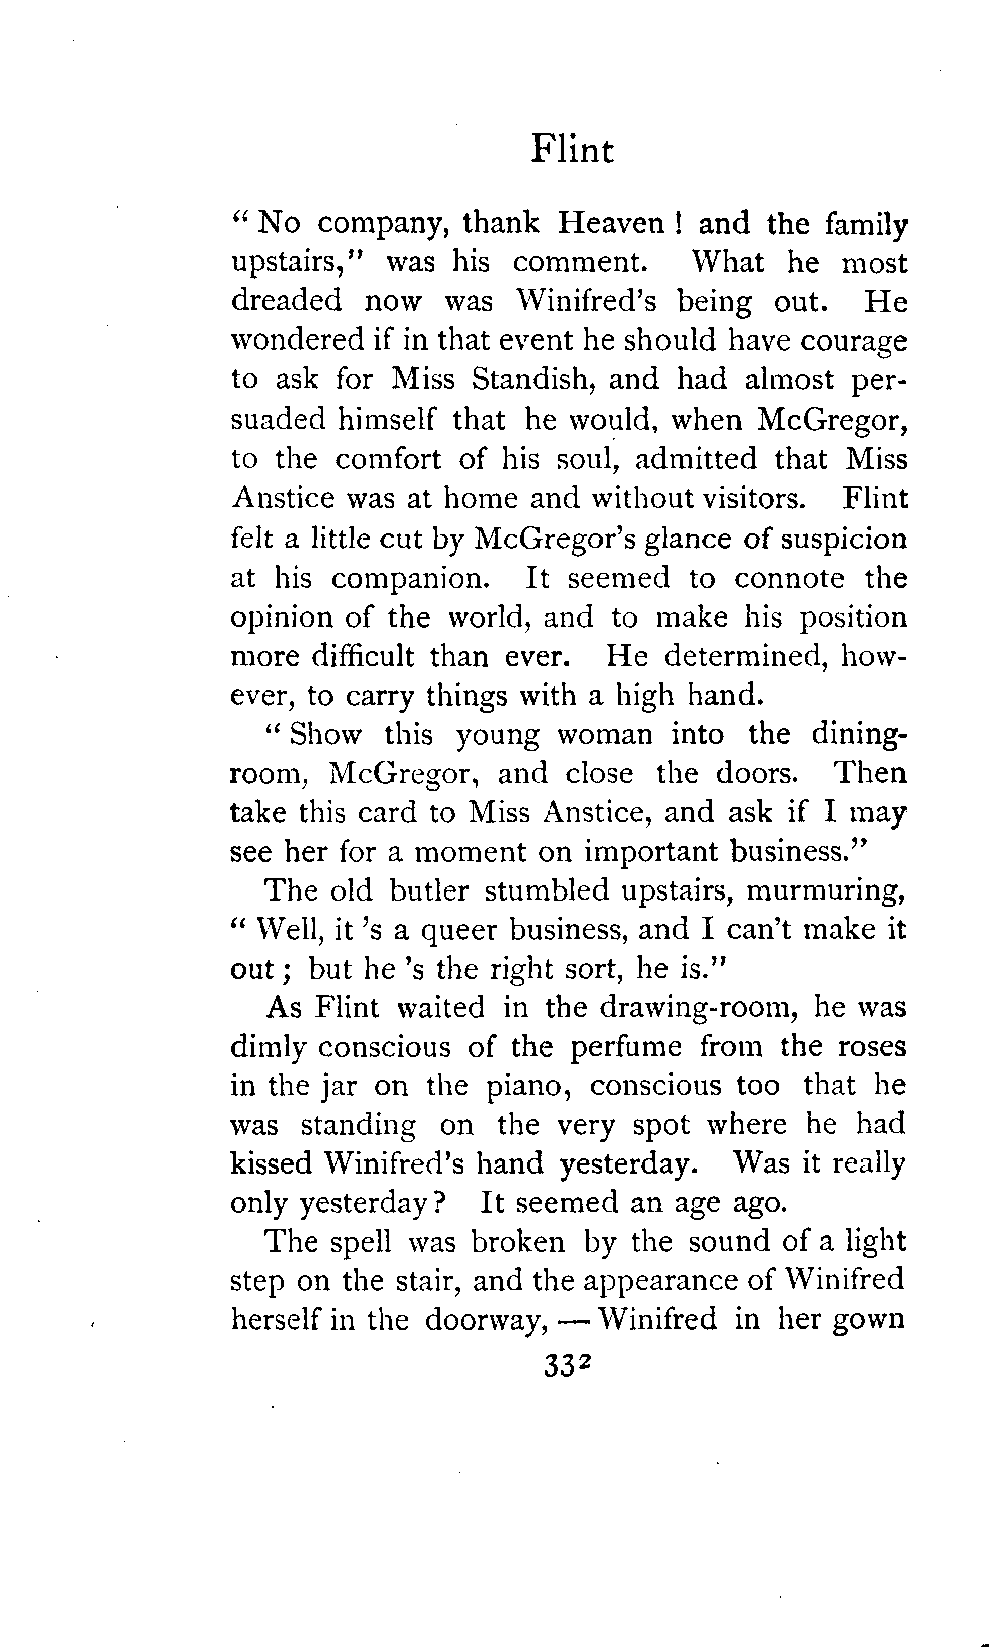 Flint
“ No company, thank Heaven ! and the family
upstairs,” was his comment. What he most
dreaded now was Winifred's being out. He
wondered if in that event he should have courage
to ask for Miss Standish, and had almost per-
suaded himself that he would, when McGregor,
to the comfort of his soul, admitted that Miss
Anstice was at home and without visitors. Flint
felt a little cut by McGregor's glance of suspicion
at his companion. It seemed to connote the
opinion of the world, and to make his position
more difficult than ever. He determined, how-
ever, to carry things with a high hand.
“ Show this young woman into the dining-
room, McGregor, and close the doors. Then
take this card to Miss Anstice, and ask if I may
see her for a moment on important business.”
The old butler stumbled upstairs, murmuring,
“ Well, it 's a queer business, and I can't make it
out ; but he 's the right sort, he is.”
As Flint waited in the drawing-room, he was
dimly conscious of the perfume from the roses
in the jar on the piano, conscious too that he
was standing on the very spot where he had
kissed Winifred's hand yesterday. Was it really
only yesterday? It seemed an age ago.
The spell was broken by the sound of a light
step on the stair, and the appearance of Winifred
herself in the doorway, — Winifred in her gown
332